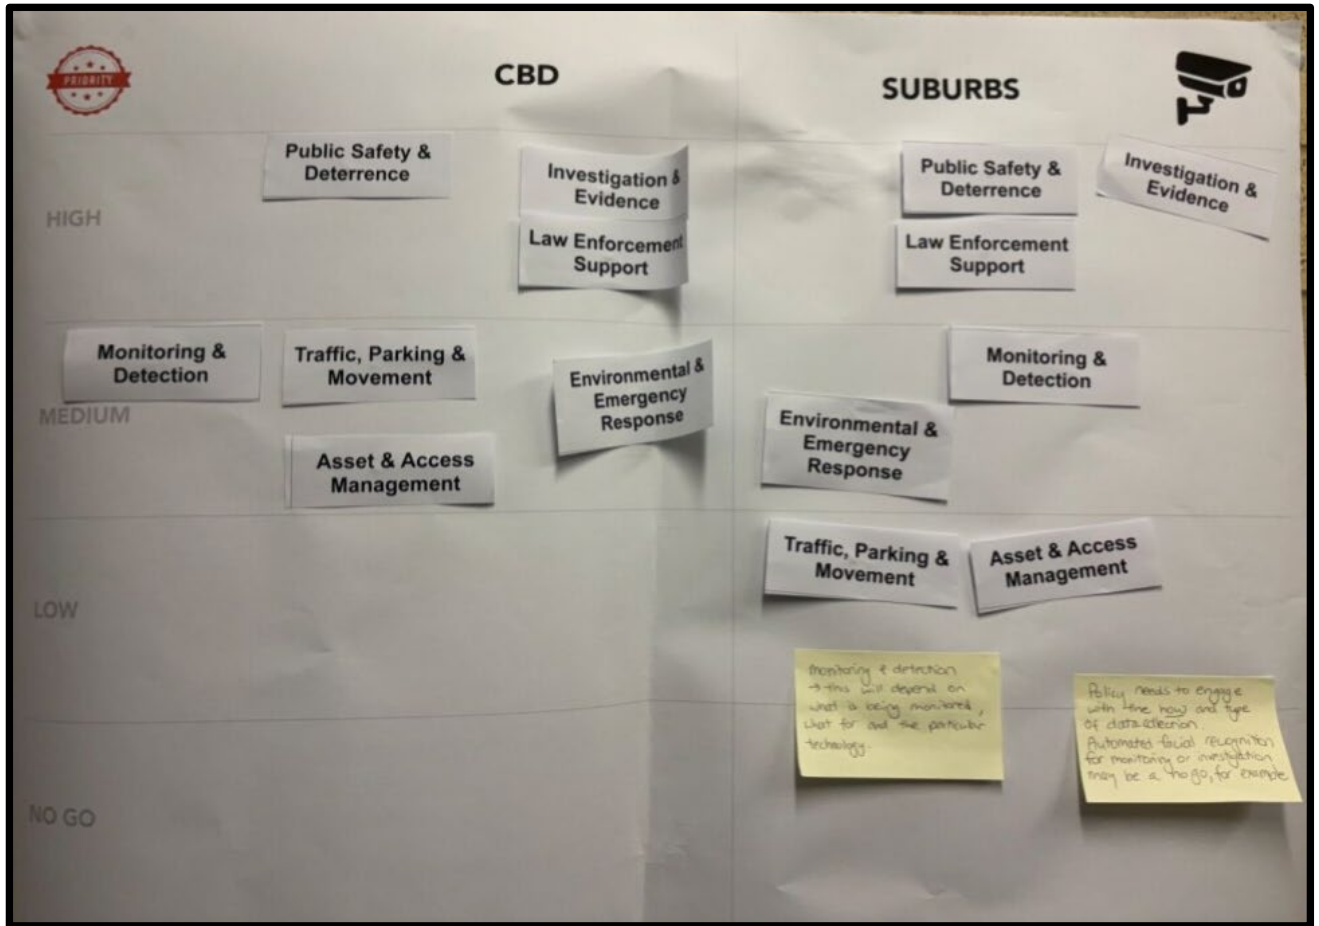 PRIORITY
CBD
SUBURBS
HIGH
Public Safety &
Deterrence
Investigation &
Evidence
Law Enforcement
Support
Public Safety &
Deterrence
Investigation &
Evidence
Law Enforcement
Support
MEDIUM
Monitoring &
Detection
Traffic, Parking &
Movement
Environmental &
Emergency
Response
Asset & Access
Management
Monitoring &
Detection
Environmental &
Emergency
Response
LOW
Traffic, Parking &
Movement
Asset & Access
Management
Monitoring & detection
→ this will depend on
what is being monitored,
what for and the particular
technology.
Policy needs to engage
with the how and type
of data collection.
Automated facial recognition
for monitoring or investigation
may be a no go, for example
NO GO